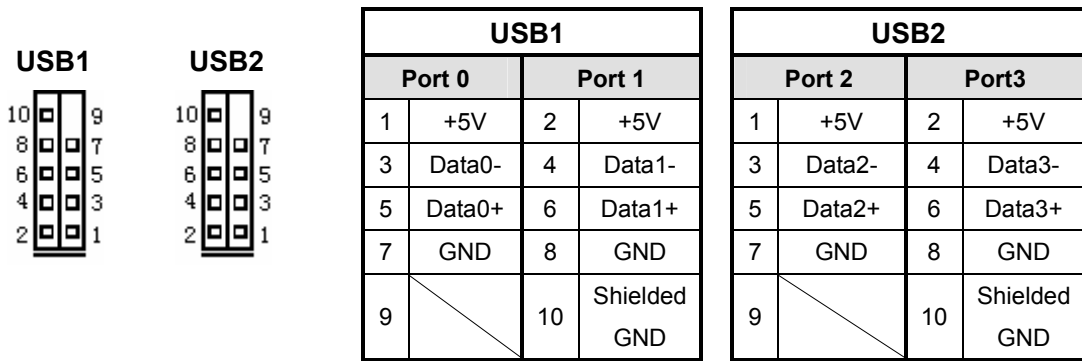 USB1 USB2
10 9 10 9
8 7 8 7
6 5 6 5
4 3 4 3
2 1 2 1
USB1
Port 0 Port 1
1 +5V 2 +5V
3 Data0- 4 Data1-
5 Data0+ 6 Data1+
7 GND 8 GND
9 10 Shielded
GND
USB2
Port 2 Port3
1 +5V 2 +5V
3 Data2- 4 Data3-
5 Data2+ 6 Data3+
7 GND 8 GND
9 10 Shielded
GND